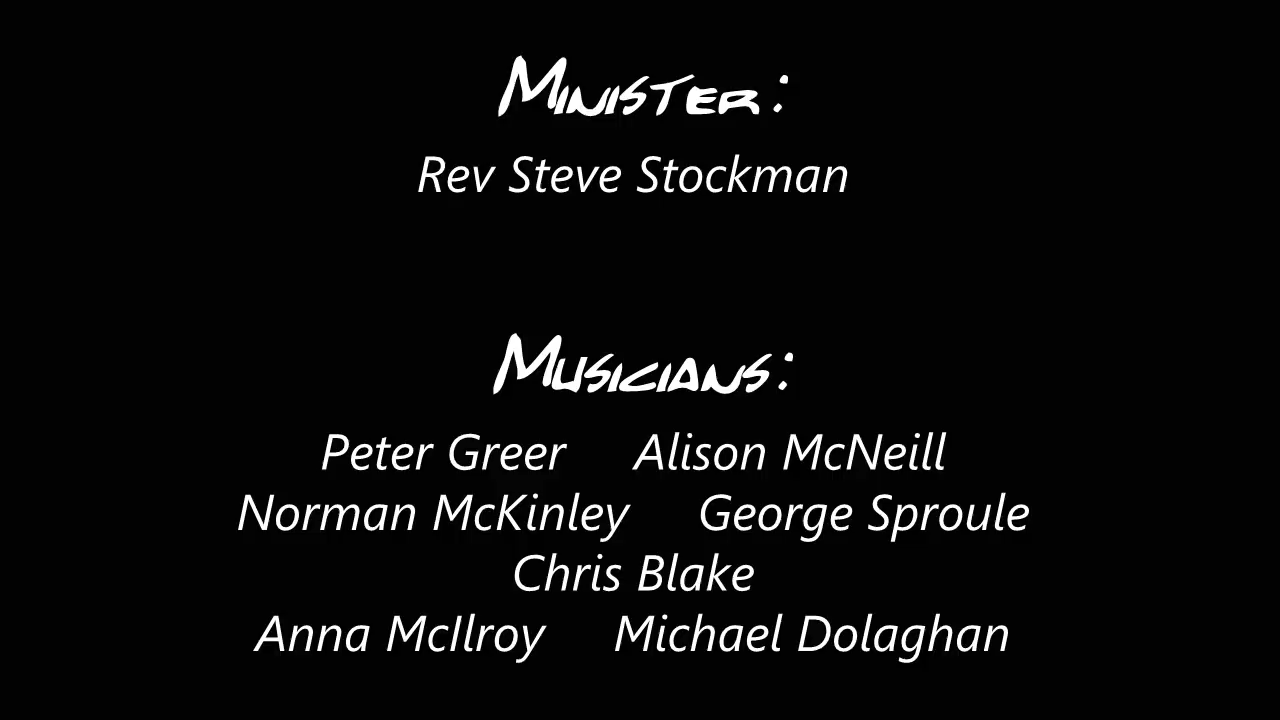 Minister:
Rev Steve Stockman
Musicians:
Peter Greer Alison McNeill
Norman McKinley George Sproule
Chris Blake
Anna McIlroy Michael Dolaghan